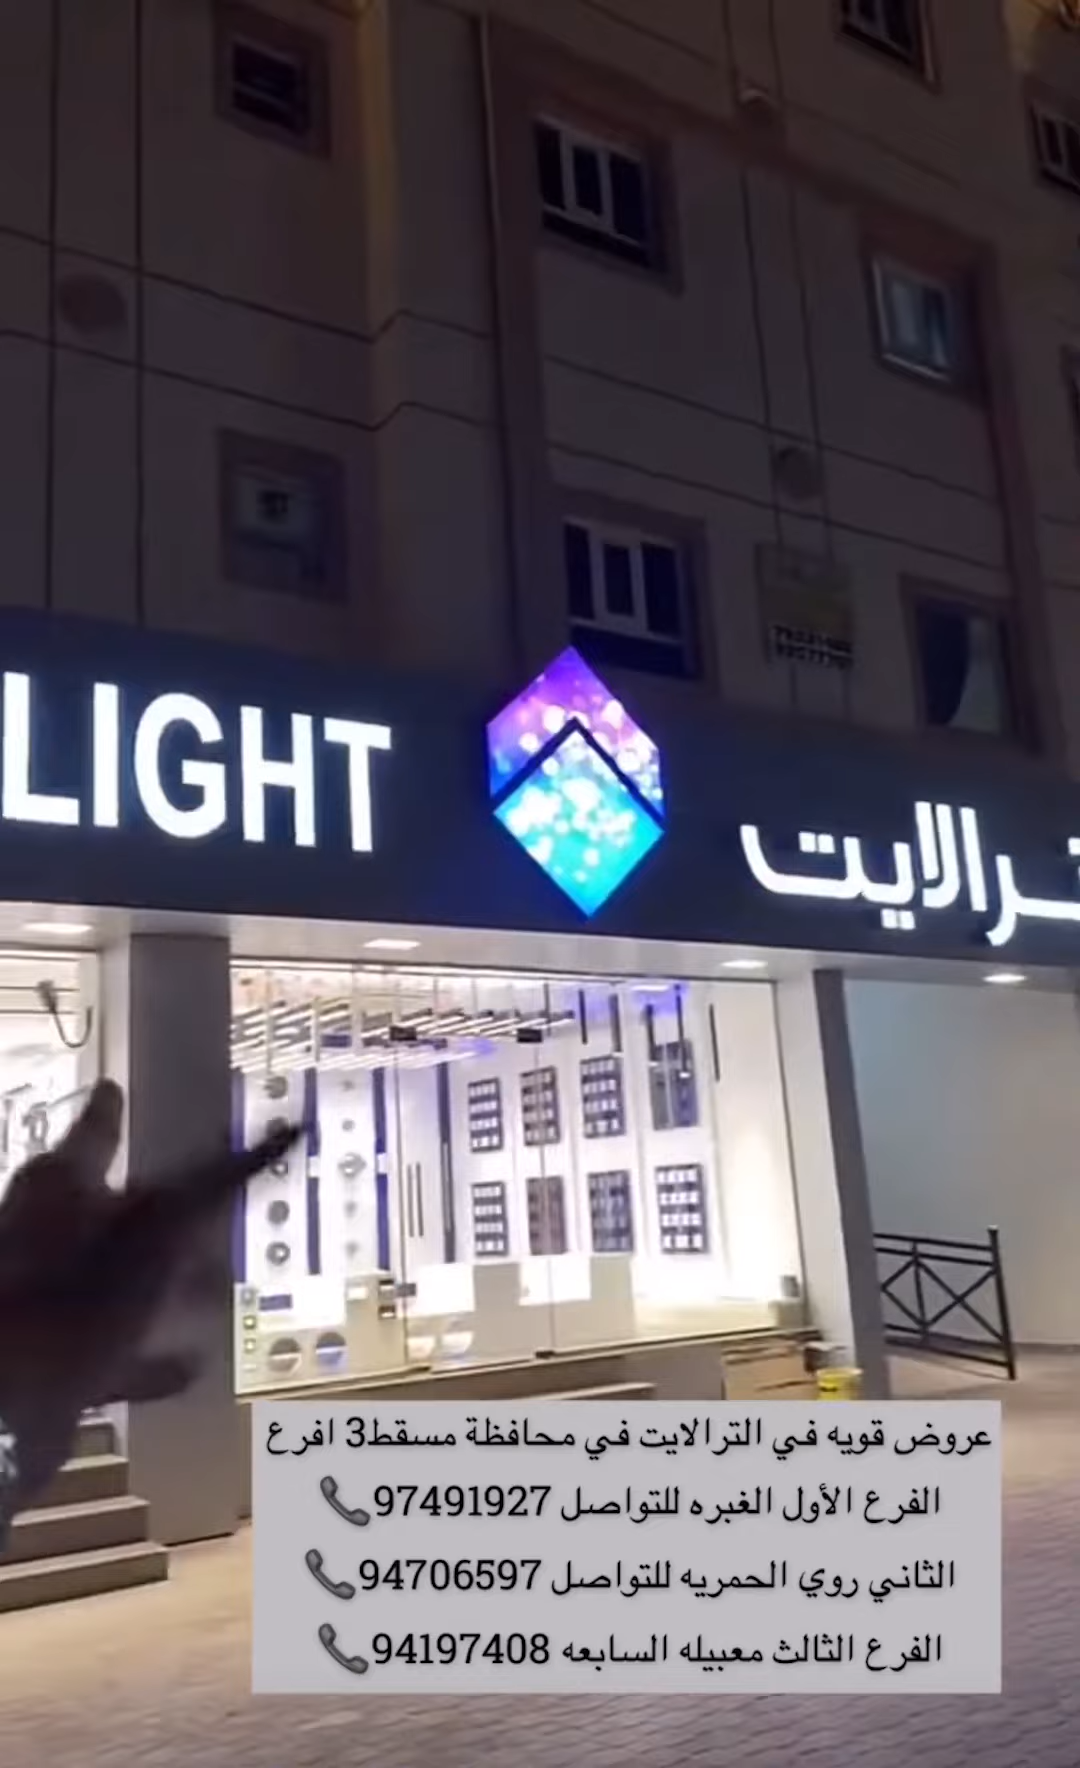 LIGHT
عروض قويه في الترالايت في محافظة مسقط3 افرع
الفرع الأول الغبره للتواصل 97491927📞
الثاني روي الحمريه للتواصل 94706597📞
الفرع الثالث معبيله السابعه 94197408📞